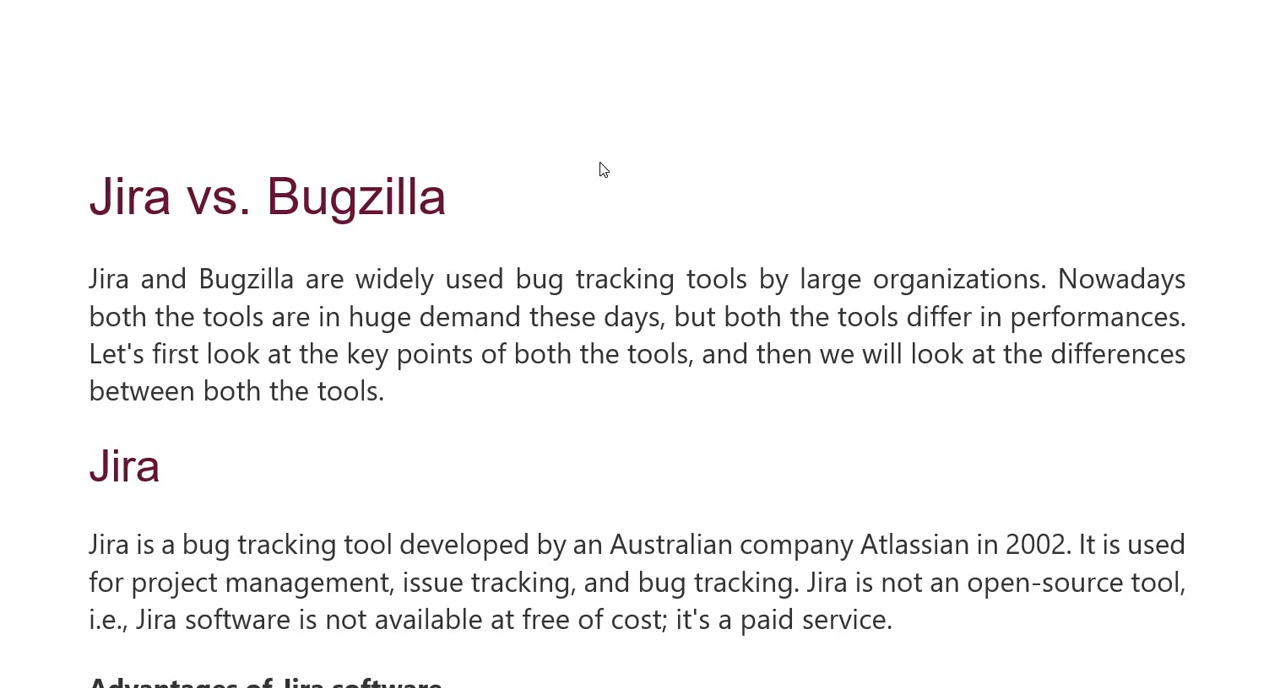 Jira vs. Bugzilla
Jira and Bugzilla are widely used bug tracking tools by large organizations. Nowadays
both the tools are in huge demand these days, but both the tools differ in performances.
Let's first look at the key points of both the tools, and then we will look at the differences
between both the tools.
Jira
Jira is a bug tracking tool developed by an Australian company Atlassian in 2002. It is used
for project management, issue tracking, and bug tracking. Jira is not an open-source tool,
i.e., Jira software is not available at free of cost; it's a paid service.
Advantages of Jira software